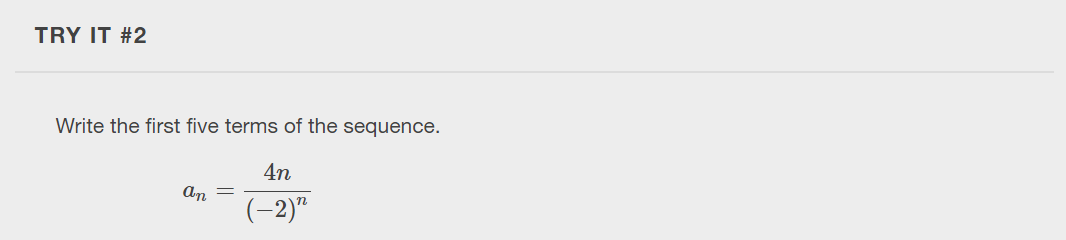 TRY IT #2
Write the first five terms of the sequence.
aₙ = 4n / (−2)ⁿ